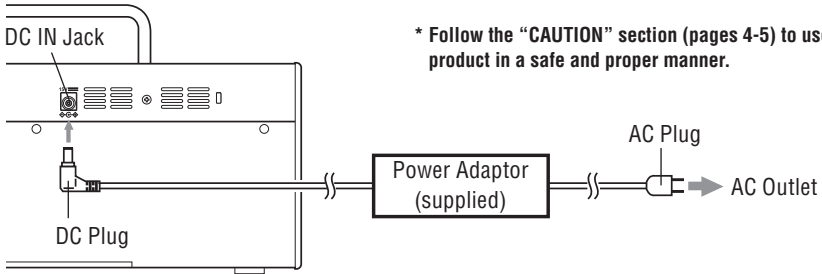 DC IN Jack
* Follow the “CAUTION” section (pages 4-5) to use
product in a safe and proper manner.
AC Plug
Power Adaptor
(supplied)
AC Outlet
DC Plug